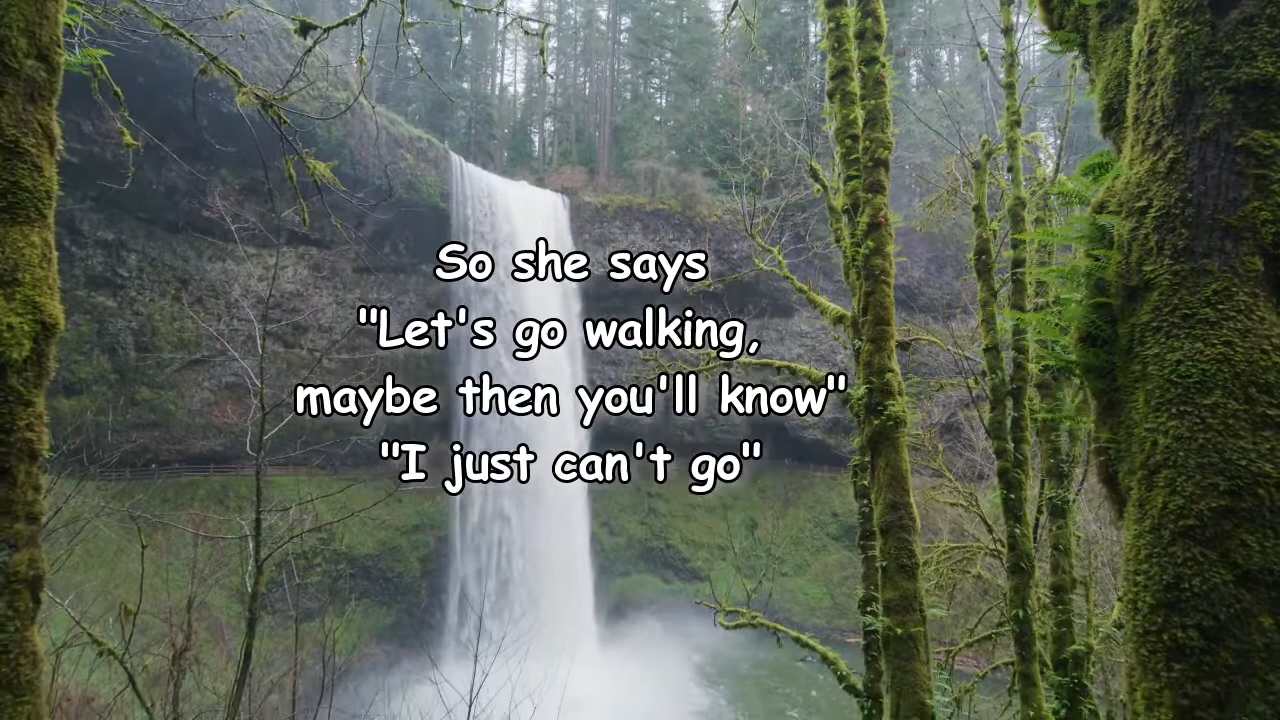 So she says
"Let's go walking,
maybe then you'll know"
"I just can't go"